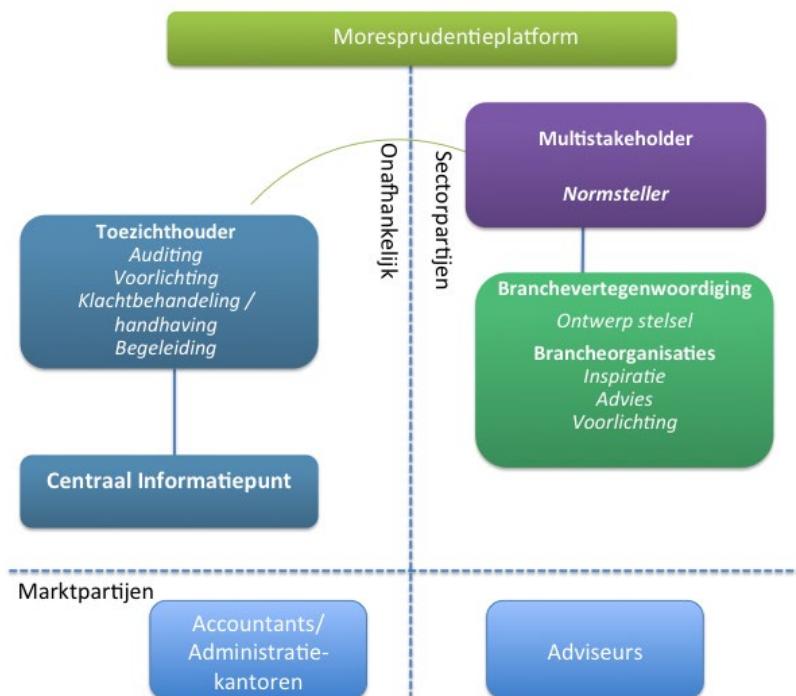 Moresprudentieplatform
Onafhankelijk
Sectorpartijen
Multistakeholder
Normsteller
Toezichthouder
Auditing
Voorlichting
Klachtbehandeling /
handhaving
Begeleiding
Branchevertegenwoordiging
Ontwerp stelsel
Brancheorganisaties
Inspiratie
Advies
Voorlichting
Centraal Informatiepunt
Marktpartijen
Accountants/
Administratie-
kantoren
Adviseurs